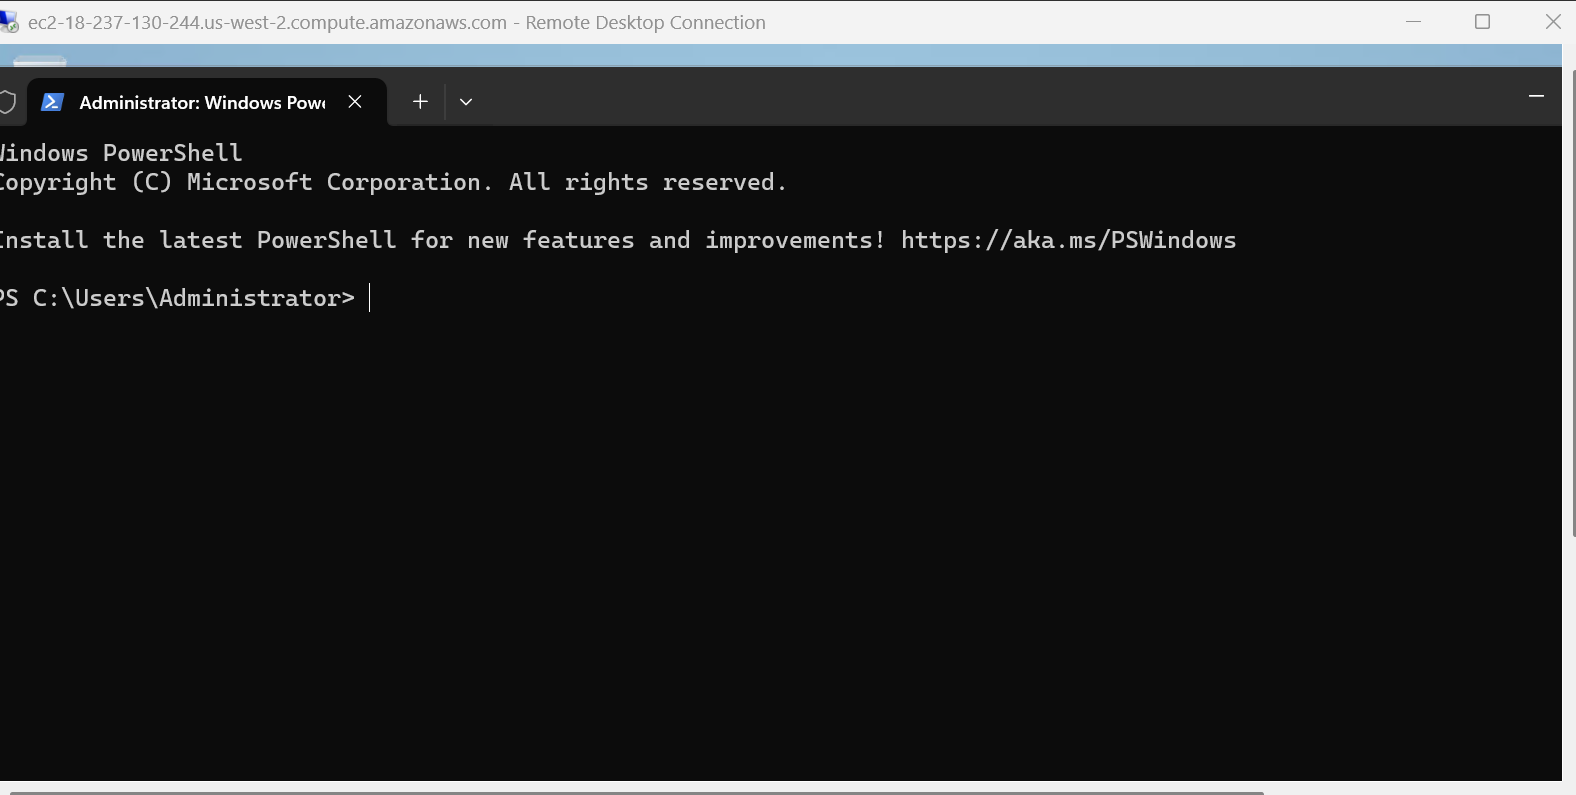 ec2-18-237-130-244.us-west-2.compute.amazonaws.com - Remote Desktop Connection
Administrator: Windows Powe
Windows PowerShell
Copyright (C) Microsoft Corporation. All rights reserved.
Install the latest PowerShell for new features and improvements! https://aka.ms/PSWindows
PS C:\Users\Administrator>